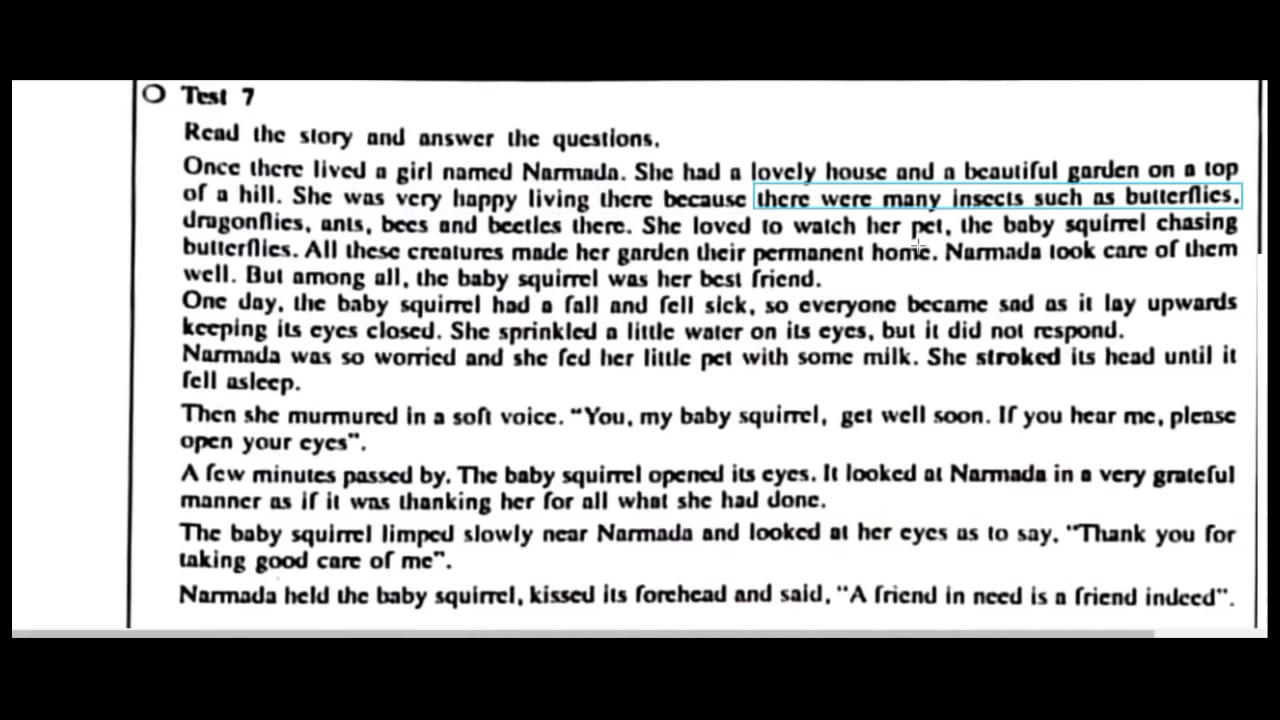 Test 7
Read the story and answer the questions.
Once there lived a girl named Narmada. She had a lovely house and a beautiful garden on a top
of a hill. She was very happy living there because there were many insects such as butterflies.
dragonflies, ants, bees and beetles there. She loved to watch her pet, the baby squirrel chasing
butterflies. All these creatures made her garden their permanent home. Narmada took care of them
well. But among all, the baby squirrel was her best friend.
One day, the baby squirrel had a fall and fell sick, so everyone became sad as it lay upwards
keeping its eyes closed. She sprinkled a little water on its eyes, but it did not respond.
Narmada was so worried and she fed her little pet with some milk. She stroked its head until it
fell asleep.
Then she murmured in a soft voice. "You, my baby squirrel, get well soon. If you hear me, please
open your eyes".
A few minutes passed by. The baby squirrel opened its eyes. It looked at Narmada in a very grateful
manner as if it was thanking her for all what she had done.
The baby squirrel limped slowly near Narmada and looked at her eyes as to say, "Thank you for
taking good care of me".
Narmada held the baby squirrel, kissed its forehead and said, "A friend in need is a friend indeed".